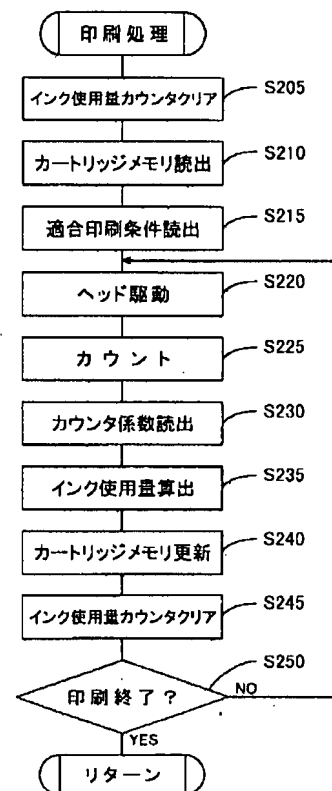 印刷処理
インク使用量カウンタクリア
S205
カートリッジメモリ読出
S210
適合印刷条件読出
S215
ヘッド駆動
S220
カウント
S225
カウンタ係数読出
S230
インク使用量算出
S235
カートリッジメモリ更新
S240
インク使用量カウンタクリア
S245
印刷終了？
S250
NO
YES
リターン